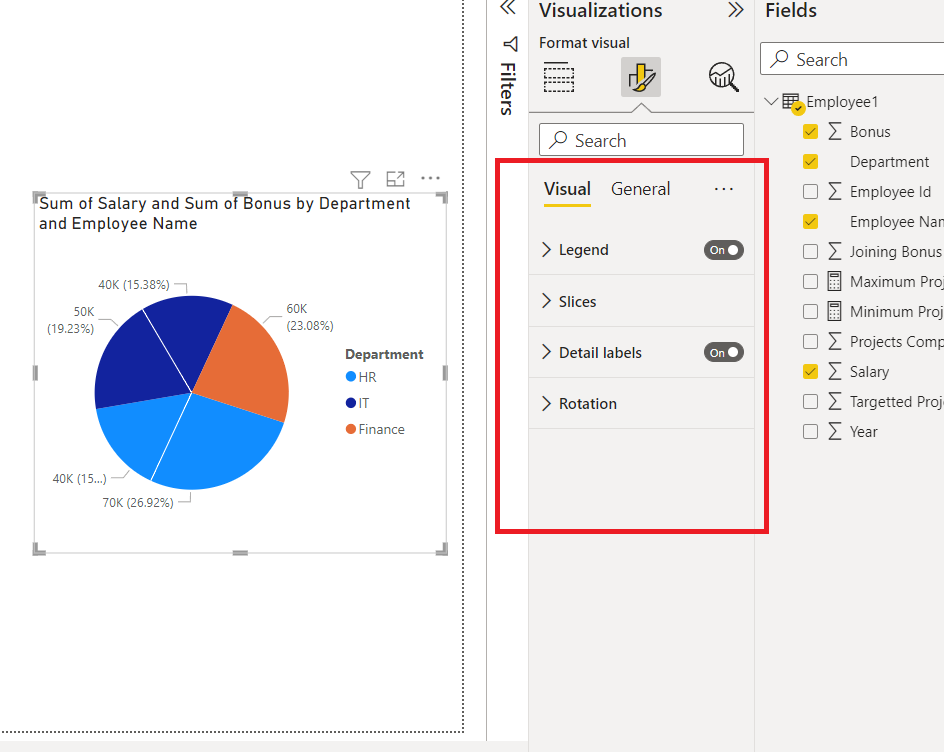 Sum of Salary and Sum of Bonus by Department
and Employee Name
40K (15.38%)
50K
(19.23%)
60K
(23.08%)
40K (15...)
70K (26.92%)
Department
HR
IT
Finance
Filters
Visualizations
Format visual
Search
Visual General ...
Legend On
Slices
Detail labels On
Rotation
Fields
Search
Employee1
Σ Bonus
Department
Σ Employee Id
Employee Nan
Σ Joining Bonus
Maximum Proj
Minimum Proj
Σ Projects Comp
Σ Salary
Σ Targetted Proj
Σ Year